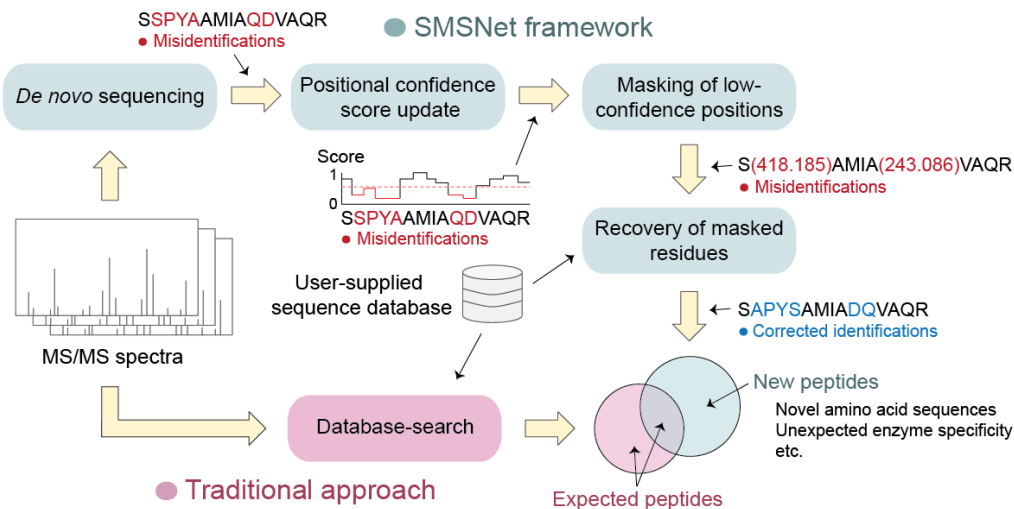 SSPYAAMIAQDVAQR
● Misidentifications
SMSNet framework
De novo sequencing
Positional confidence
score update
Masking of low-
confidence positions
Score
1
0
SSPYAAMIAQDVAQR
● Misidentifications
S(418.185)AMIA(243.086)VAQR
● Misidentifications
Recovery of masked
residues
User-supplied
sequence database
MS/MS spectra
SAPYSAMIADQVAQR
● Corrected identifications
Database-search
New peptides
Novel amino acid sequences
Unexpected enzyme specificity
etc.
Expected peptides
Traditional approach